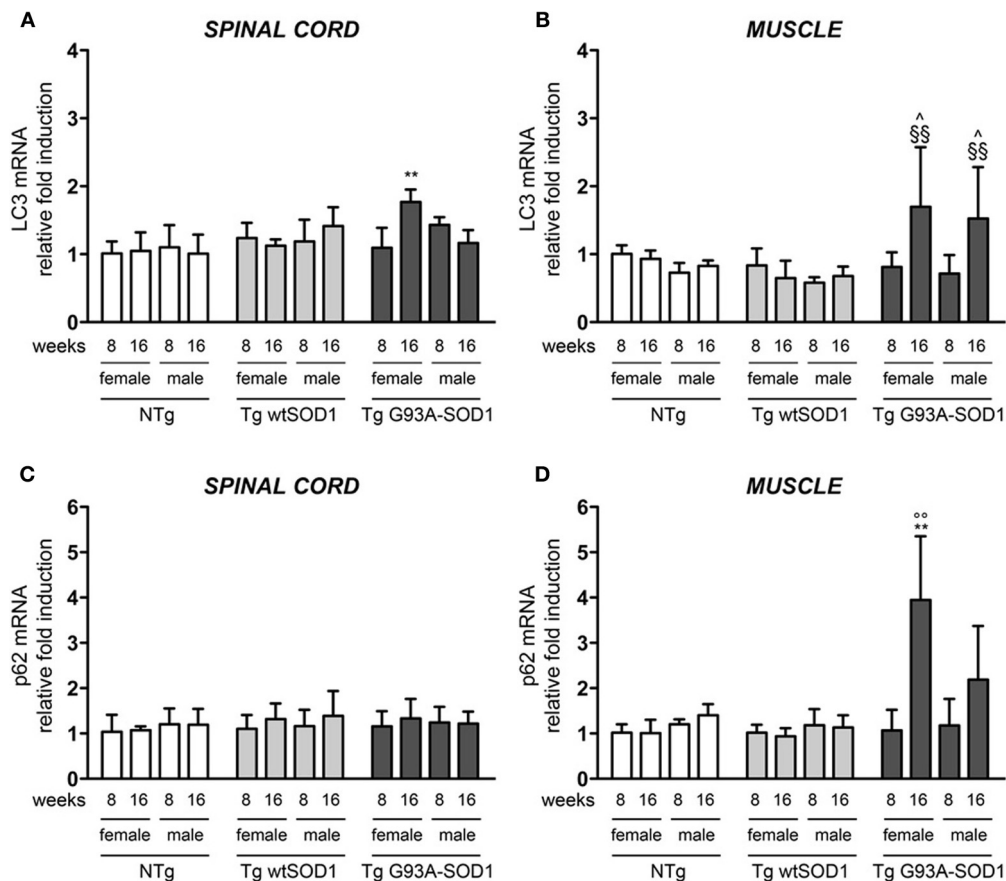 A
SPINAL CORD
LC3 mRNA
relative fold induction
4
3
2
1
0
**
weeks 8 16 8 16 8 16 8 16 8 16 8 16
female male female male female male
NTg Tg wtSOD1 Tg G93A-SOD1
B
MUSCLE
LC3 mRNA
relative fold induction
4
3
2
1
0
^ ^
§§ §§
weeks 8 16 8 16 8 16 8 16 8 16 8 16
female male female male female male
NTg Tg wtSOD1 Tg G93A-SOD1
C
SPINAL CORD
p62 mRNA
relative fold induction
6
5
4
3
2
1
0
weeks 8 16 8 16 8 16 8 16 8 16 8 16
female male female male female male
NTg Tg wtSOD1 Tg G93A-SOD1
D
MUSCLE
p62 mRNA
relative fold induction
6
5
4
3
2
1
0
°°
**
weeks 8 16 8 16 8 16 8 16 8 16 8 16
female male female male female male
NTg Tg wtSOD1 Tg G93A-SOD1